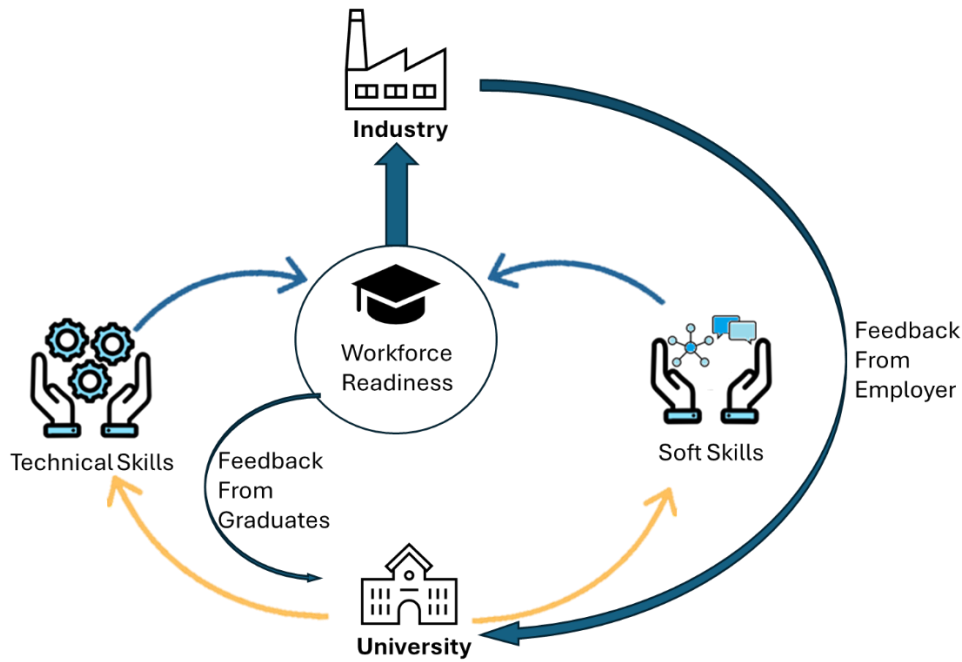 Industry
Workforce
Readiness
Feedback
From
Employer
Technical Skills
Soft Skills
Feedback
From
Graduates
University